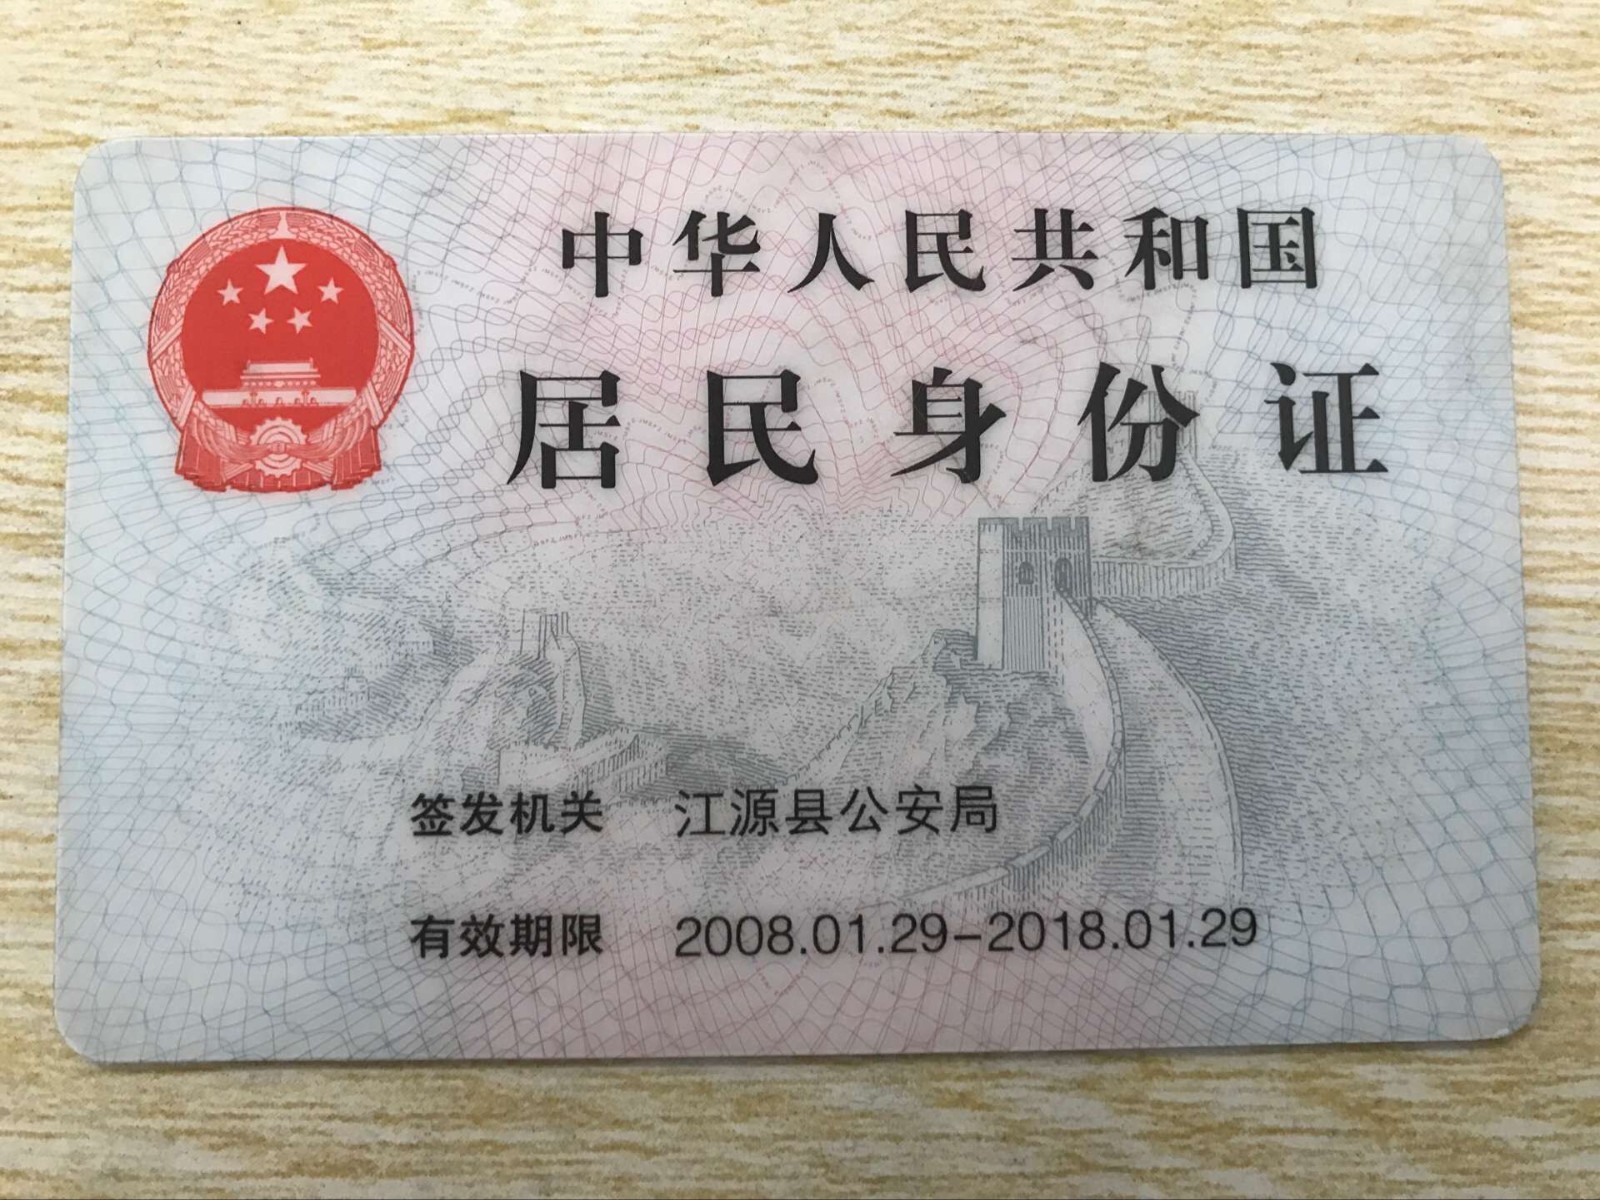 中华人民共和国
居民身份证
签发机关 江源县公安局
有效期限 2008.01.29-2018.01.29